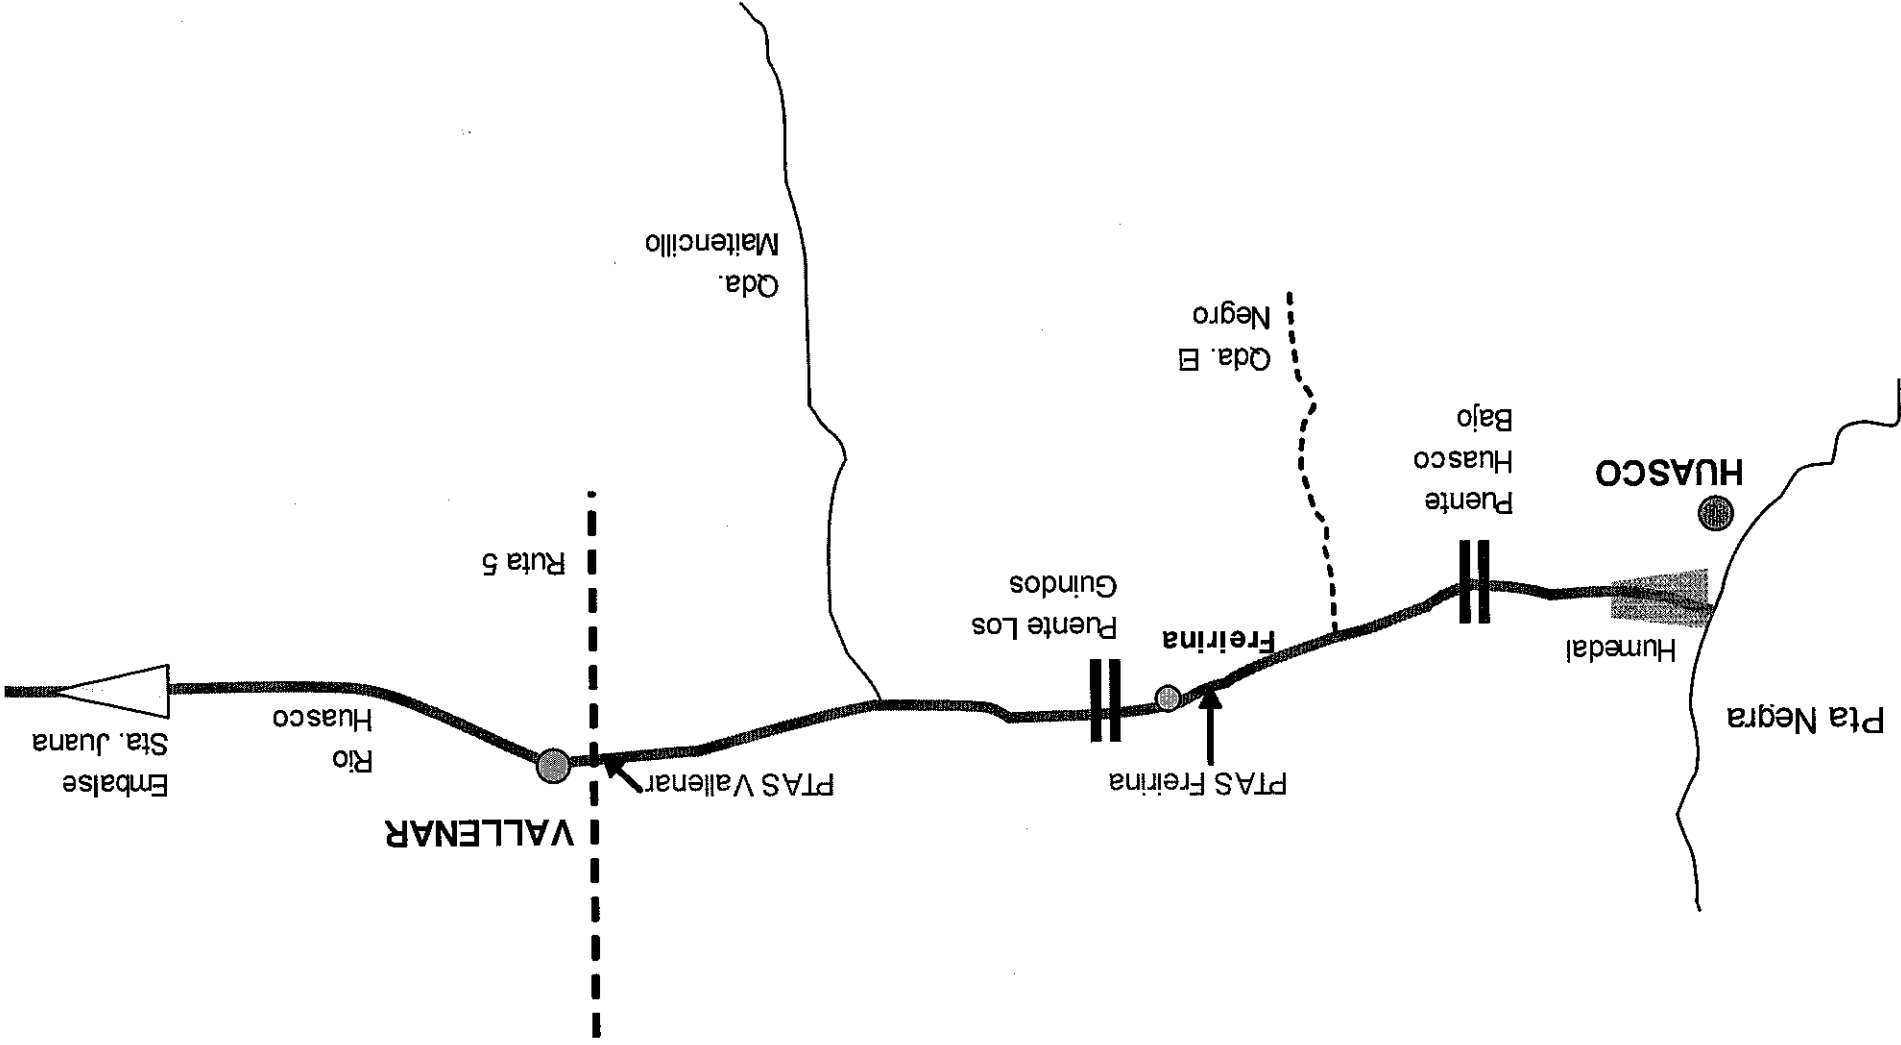 Pta Negra
HUASCO
Humedal
Puente
Huasco
Bajo
Qda. El
Negro
PTAS Freirina
Freirina
Puente Los
Guindos
Qda.
Maitencillo
PTAS Vallenar
Ruta 5
VALLENAR
Rio
Huasco
Embalse
Sta. Juana